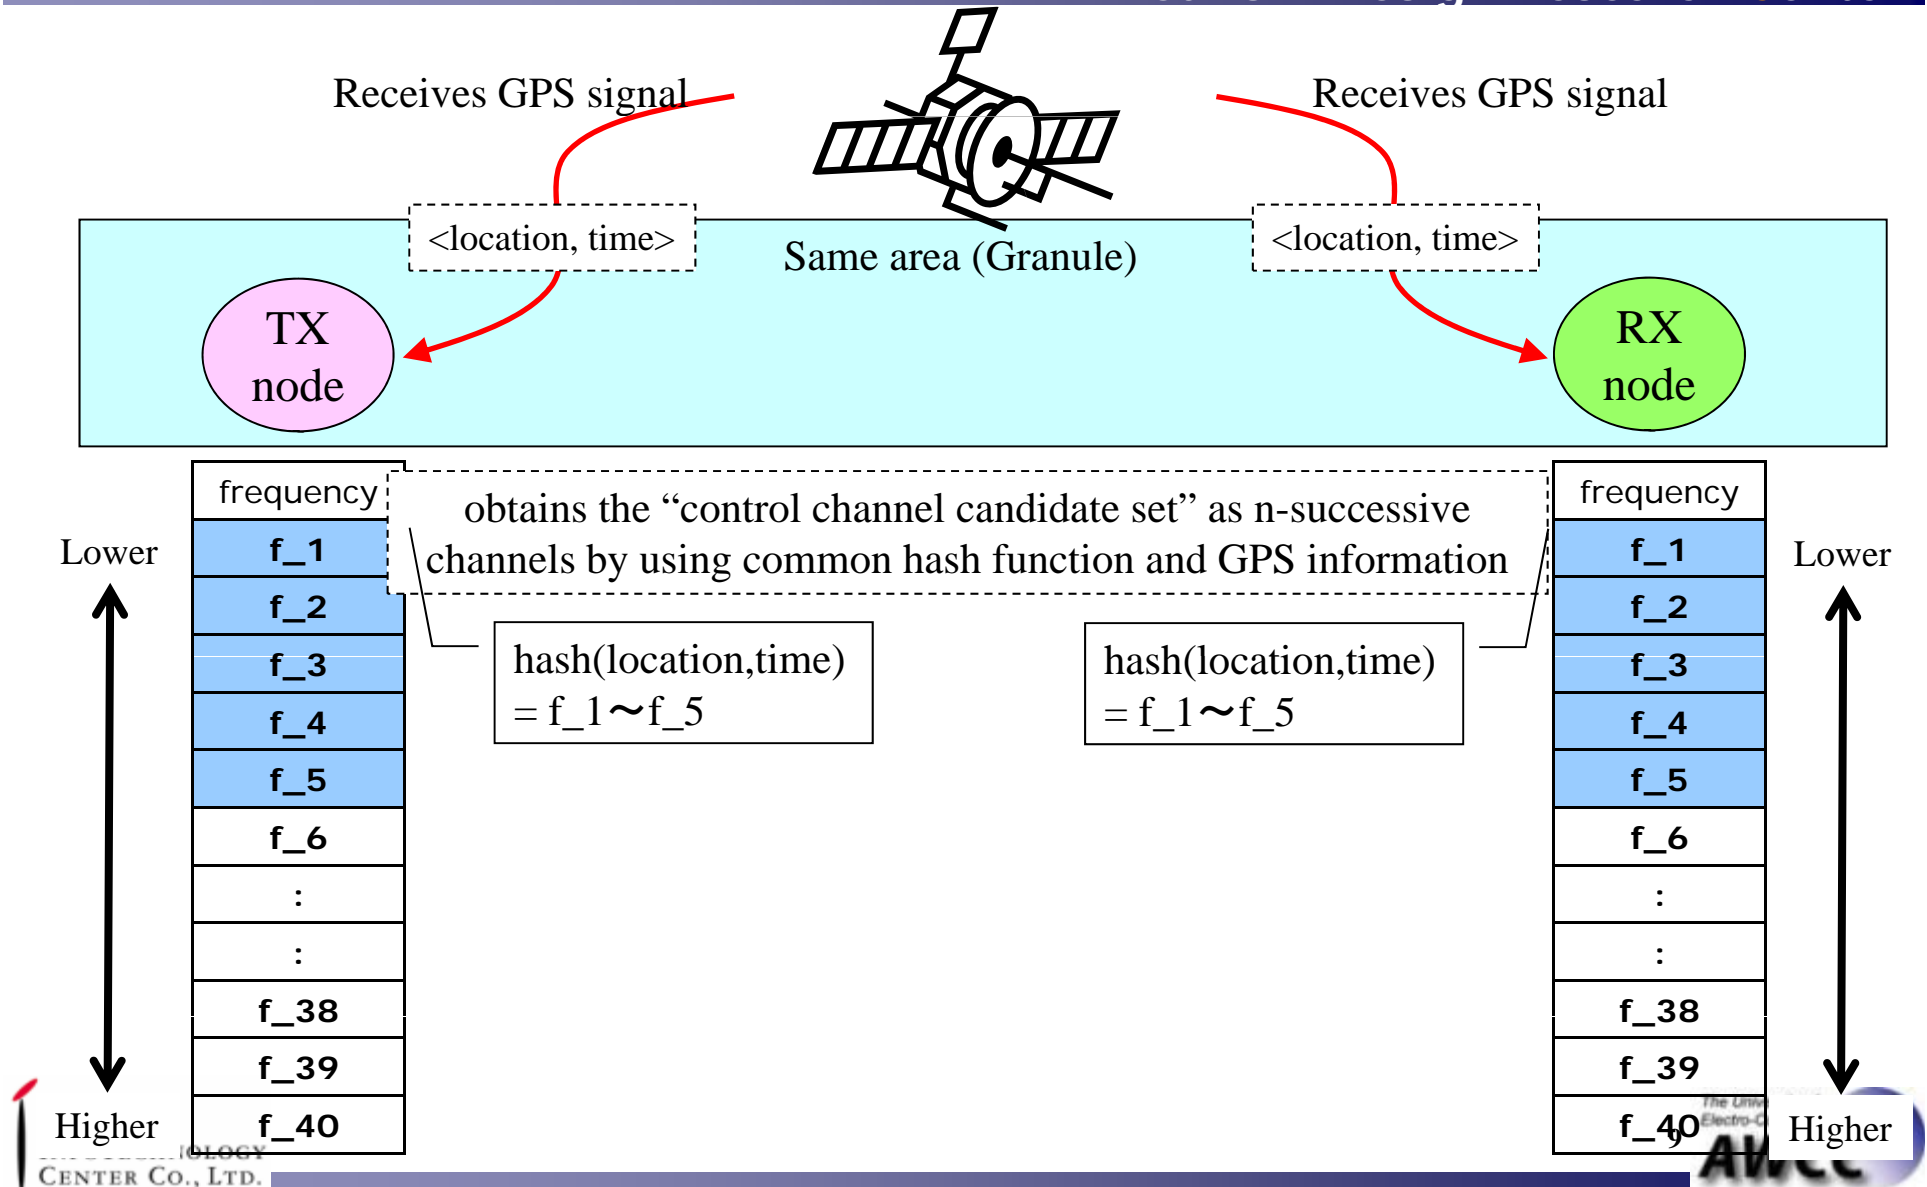 Receives GPS signal
Receives GPS signal
<location, time>
<location, time>
Same area (Granule)
TX
node
RX
node
frequency
f_1
f_2
f_3
f_4
f_5
f_6
:
:
f_38
f_39
f_40
Lower
Higher
obtains the “control channel candidate set” as n-successive
channels by using common hash function and GPS information
hash(location,time)
= f_1～f_5
hash(location,time)
= f_1～f_5
frequency
f_1
f_2
f_3
f_4
f_5
f_6
:
:
f_38
f_39
f_40
Lower
Higher
9
CENTER CO., LTD.
The
AWCC